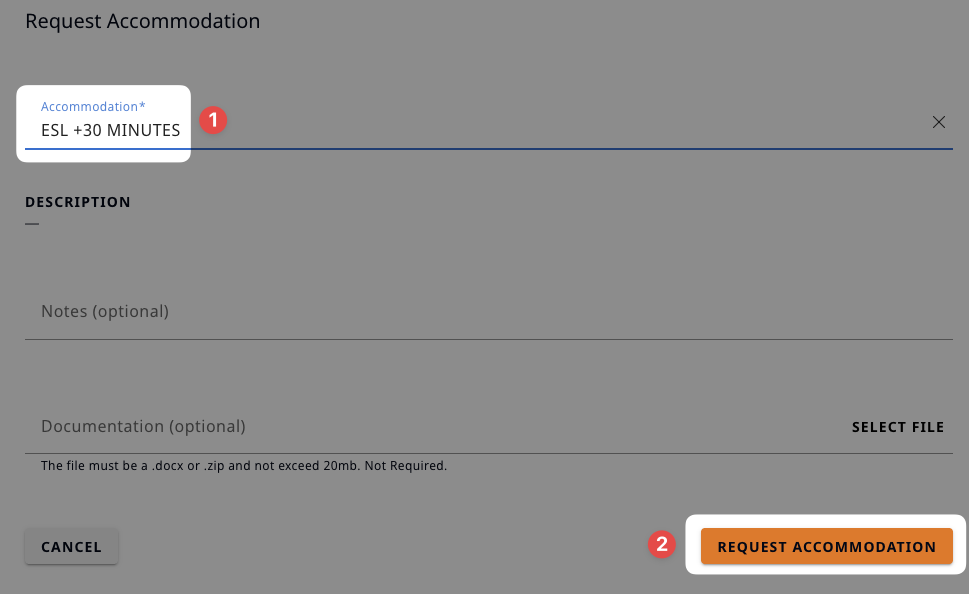 Request Accommodation
Accommodation*
ESL +30 MINUTES
1
DESCRIPTION
—
Notes (optional)
Documentation (optional)
SELECT FILE
The file must be a .docx or .zip and not exceed 20mb. Not Required.
CANCEL
2
REQUEST ACCOMMODATION